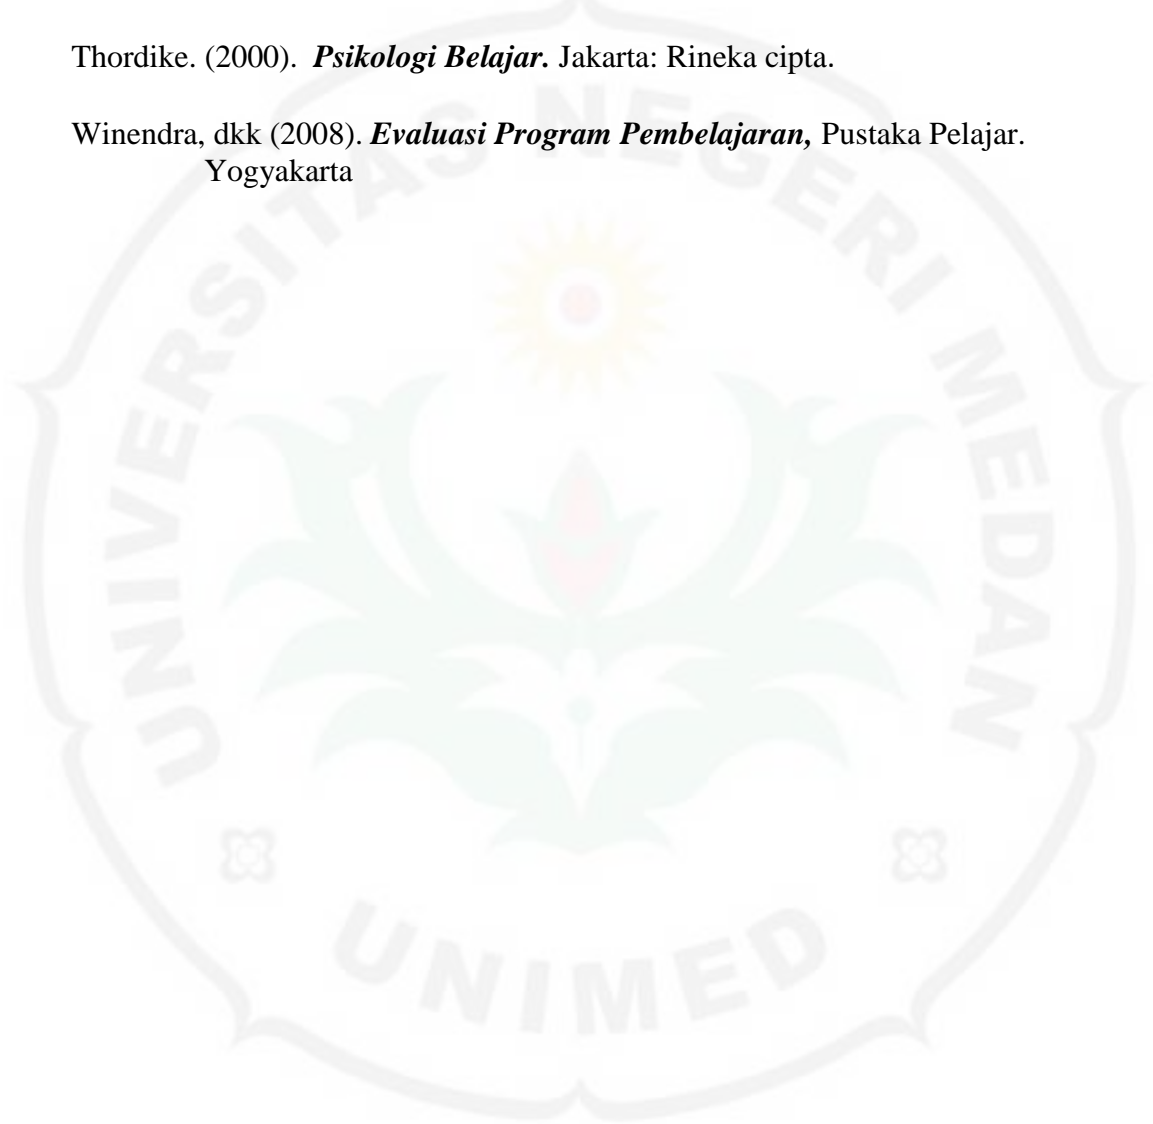 Thordike. (2000). Psikologi Belajar. Jakarta: Rineka cipta.
Winendra, dkk (2008). Evaluasi Program Pembelajaran, Pustaka Pelajar.
Yogyakarta
UNIVERSITAS NEGERI MEDAN
UNIMED